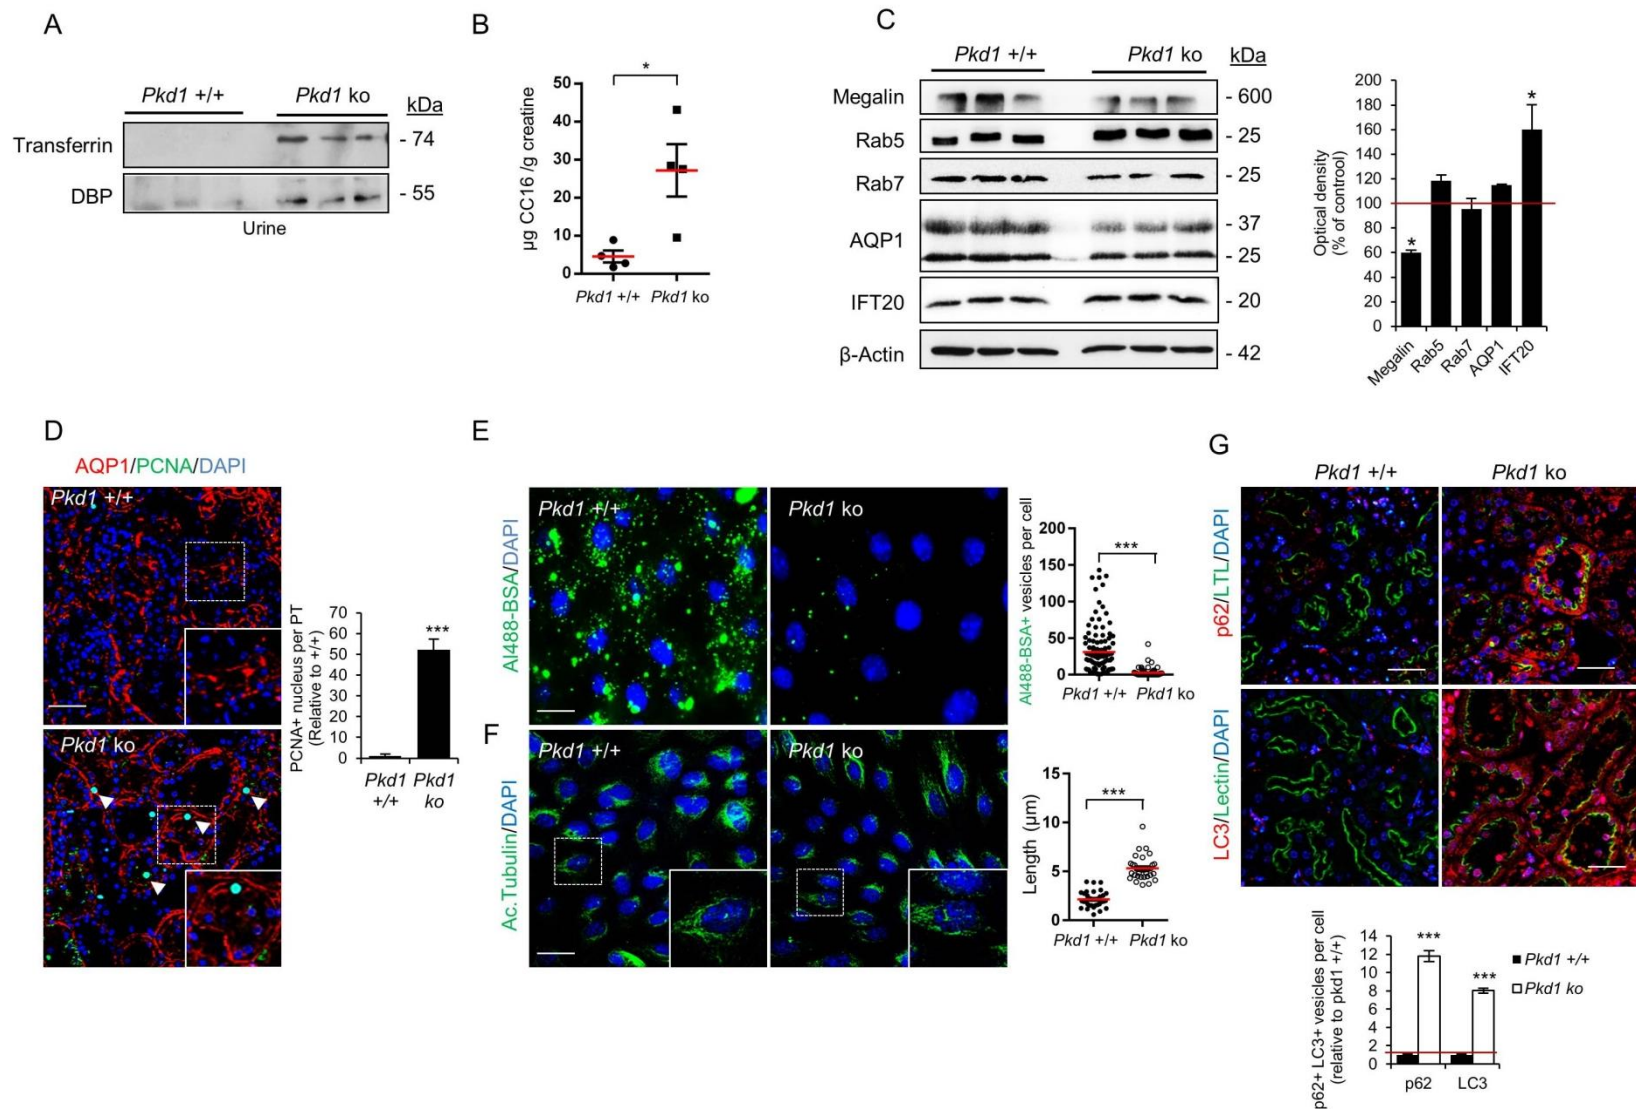 A
Pkd1 +/+
Pkd1 ko
kDa
Transferrin
- 74
DBP
- 55
Urine
B
µg CC16 /g creatine
50
40
30
20
10
0
*
Pkd1 +/+
Pkd1 ko
C
Pkd1 +/+
Pkd1 ko
kDa
Megalin
- 600
Rab5
- 25
Rab7
- 25
AQP1
- 37
- 25
IFT20
- 20
β-Actin
- 42
Optical density
(% of controol)
200
180
160
140
120
100
80
60
40
20
0
*
*
Megalin
Rab5
Rab7
AQP1
IFT20
D
AQP1/PCNA/DAPI
Pkd1 +/+
Pkd1 ko
PCNA+ nucleus per PT
(Relative to +/+)
70
60
50
40
30
20
10
0
***
Pkd1
+/+
Pkd1
ko
E
Al488-BSA/DAPI
Pkd1 +/+
Pkd1 ko
Al488-BSA+ vesicles per cell
200
150
100
50
0
***
Pkd1 +/+
Pkd1 ko
F
Ac.Tubulin/DAPI
Pkd1 +/+
Pkd1 ko
Length (µm)
15
10
5
0
***
Pkd1 +/+
Pkd1 ko
G
Pkd1 +/+
Pkd1 ko
p62/LTL/DAPI
LC3/Lectin/DAPI
p62+ LC3+ vesicles per cell
(relative to pkd1 +/+)
14
12
10
8
6
4
2
0
***
***
p62
LC3
Pkd1 +/+
Pkd1 ko